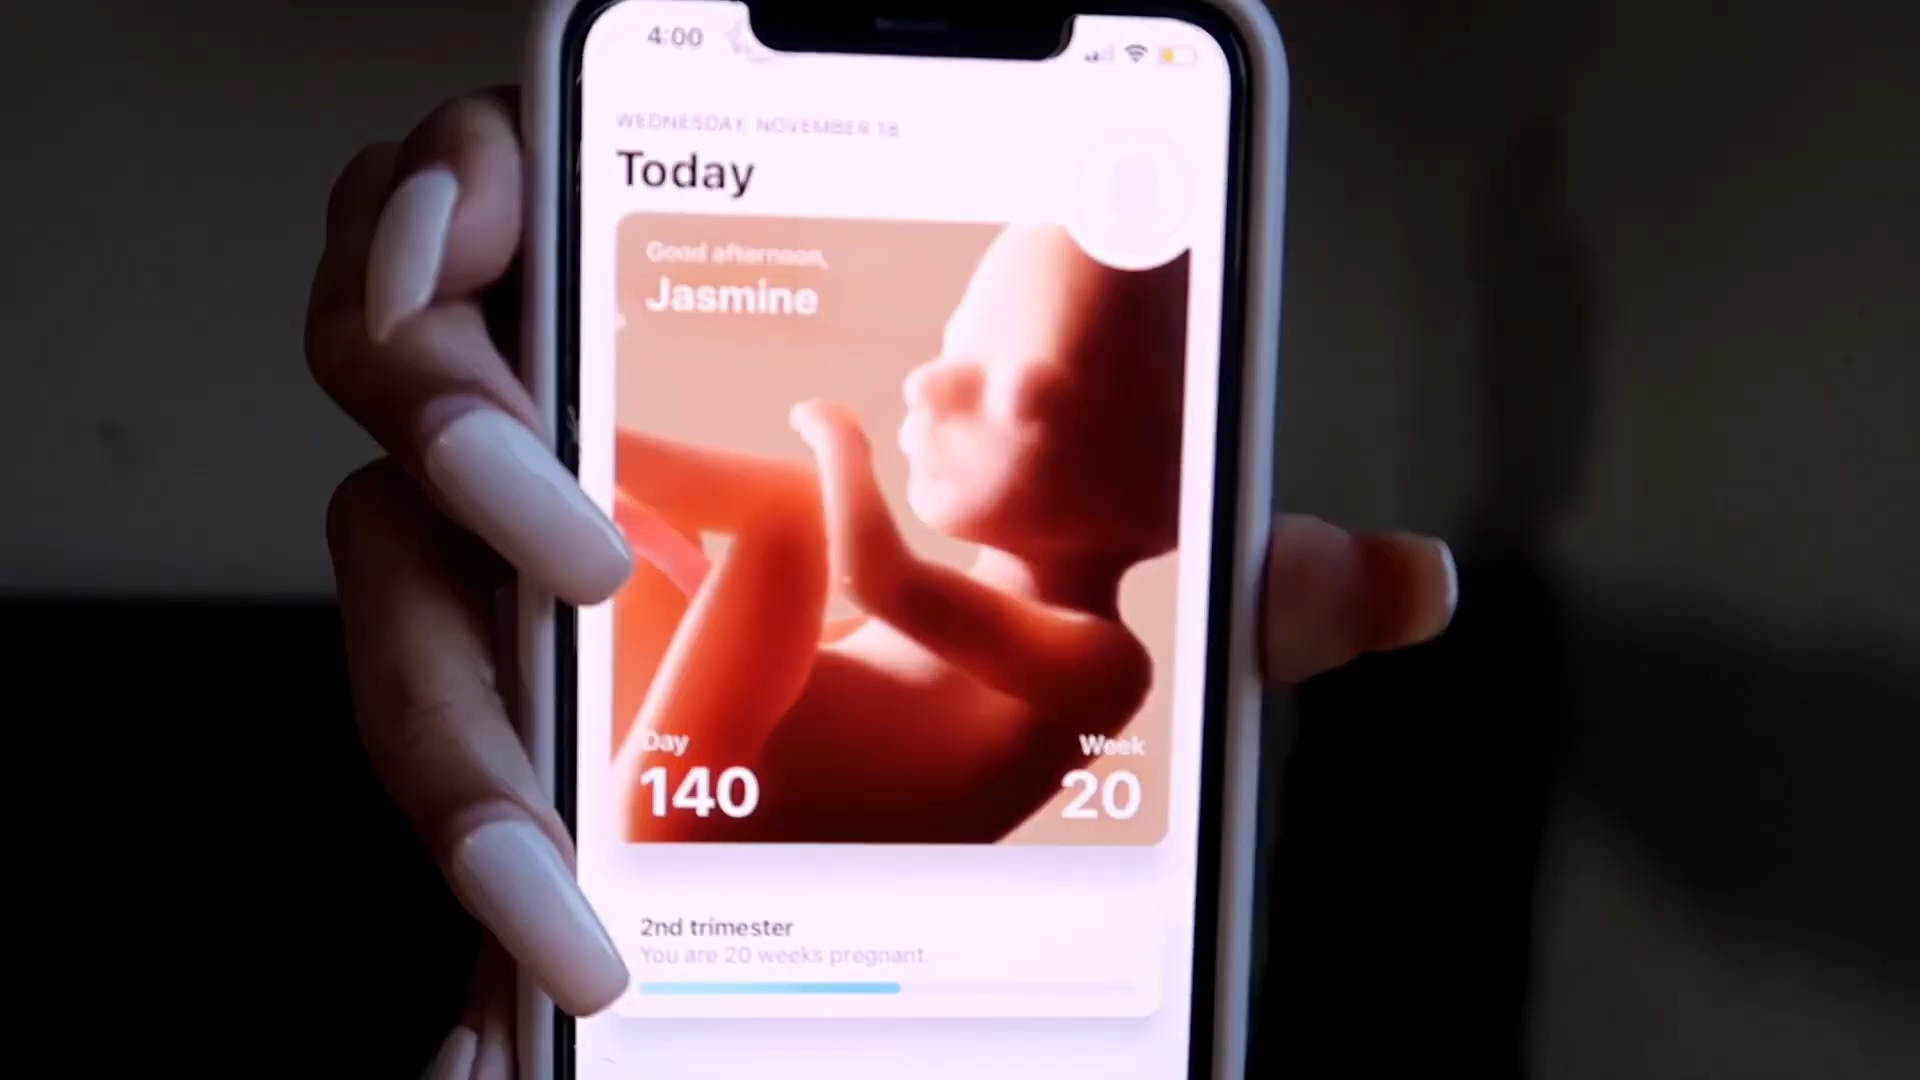 4:00
WEDNESDAY, NOVEMBER 18
Today
Good afternoon,
Jasmine
Day
140
Week
20
2nd trimester
You are 20 weeks pregnant.